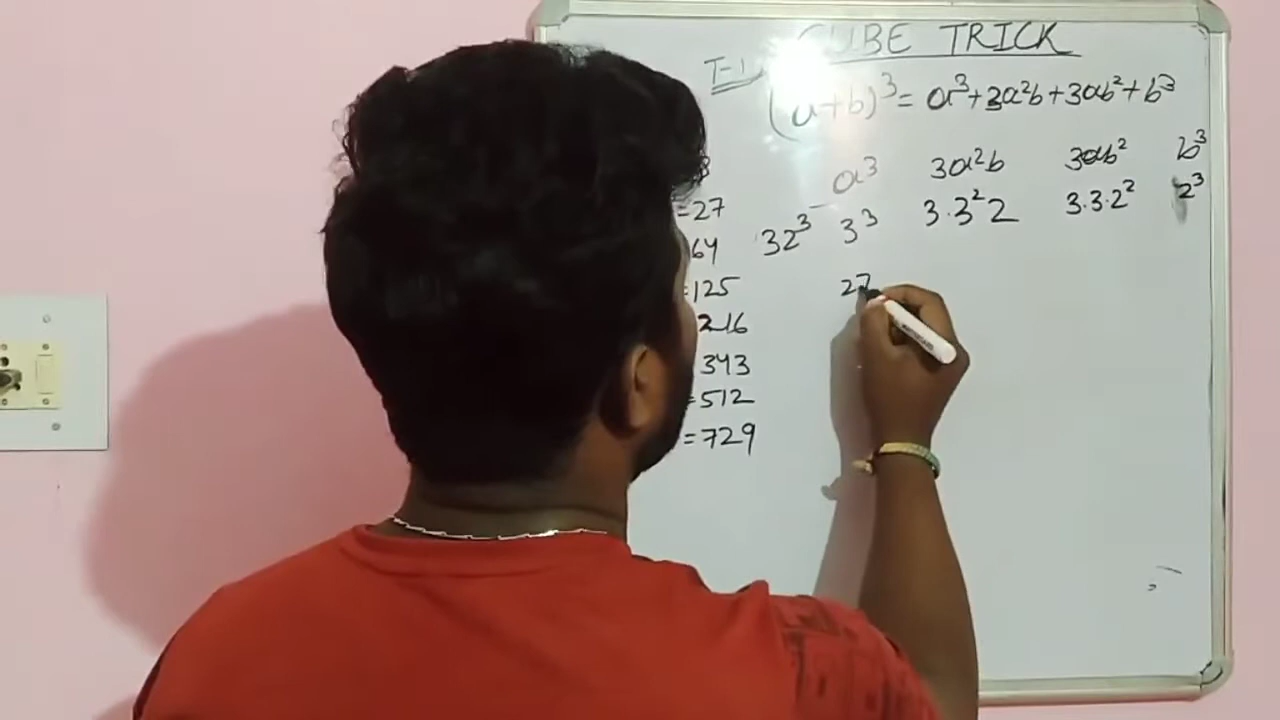 CUBE TRICK
T-1
(a+b)³ = a³+3a²b+3ab²+b³
a³ 3a²b 3ab² b³
32³ 3³ 3.3²2 3.3.2² 2³
27
=27
64
=125
216
343
=512
=729